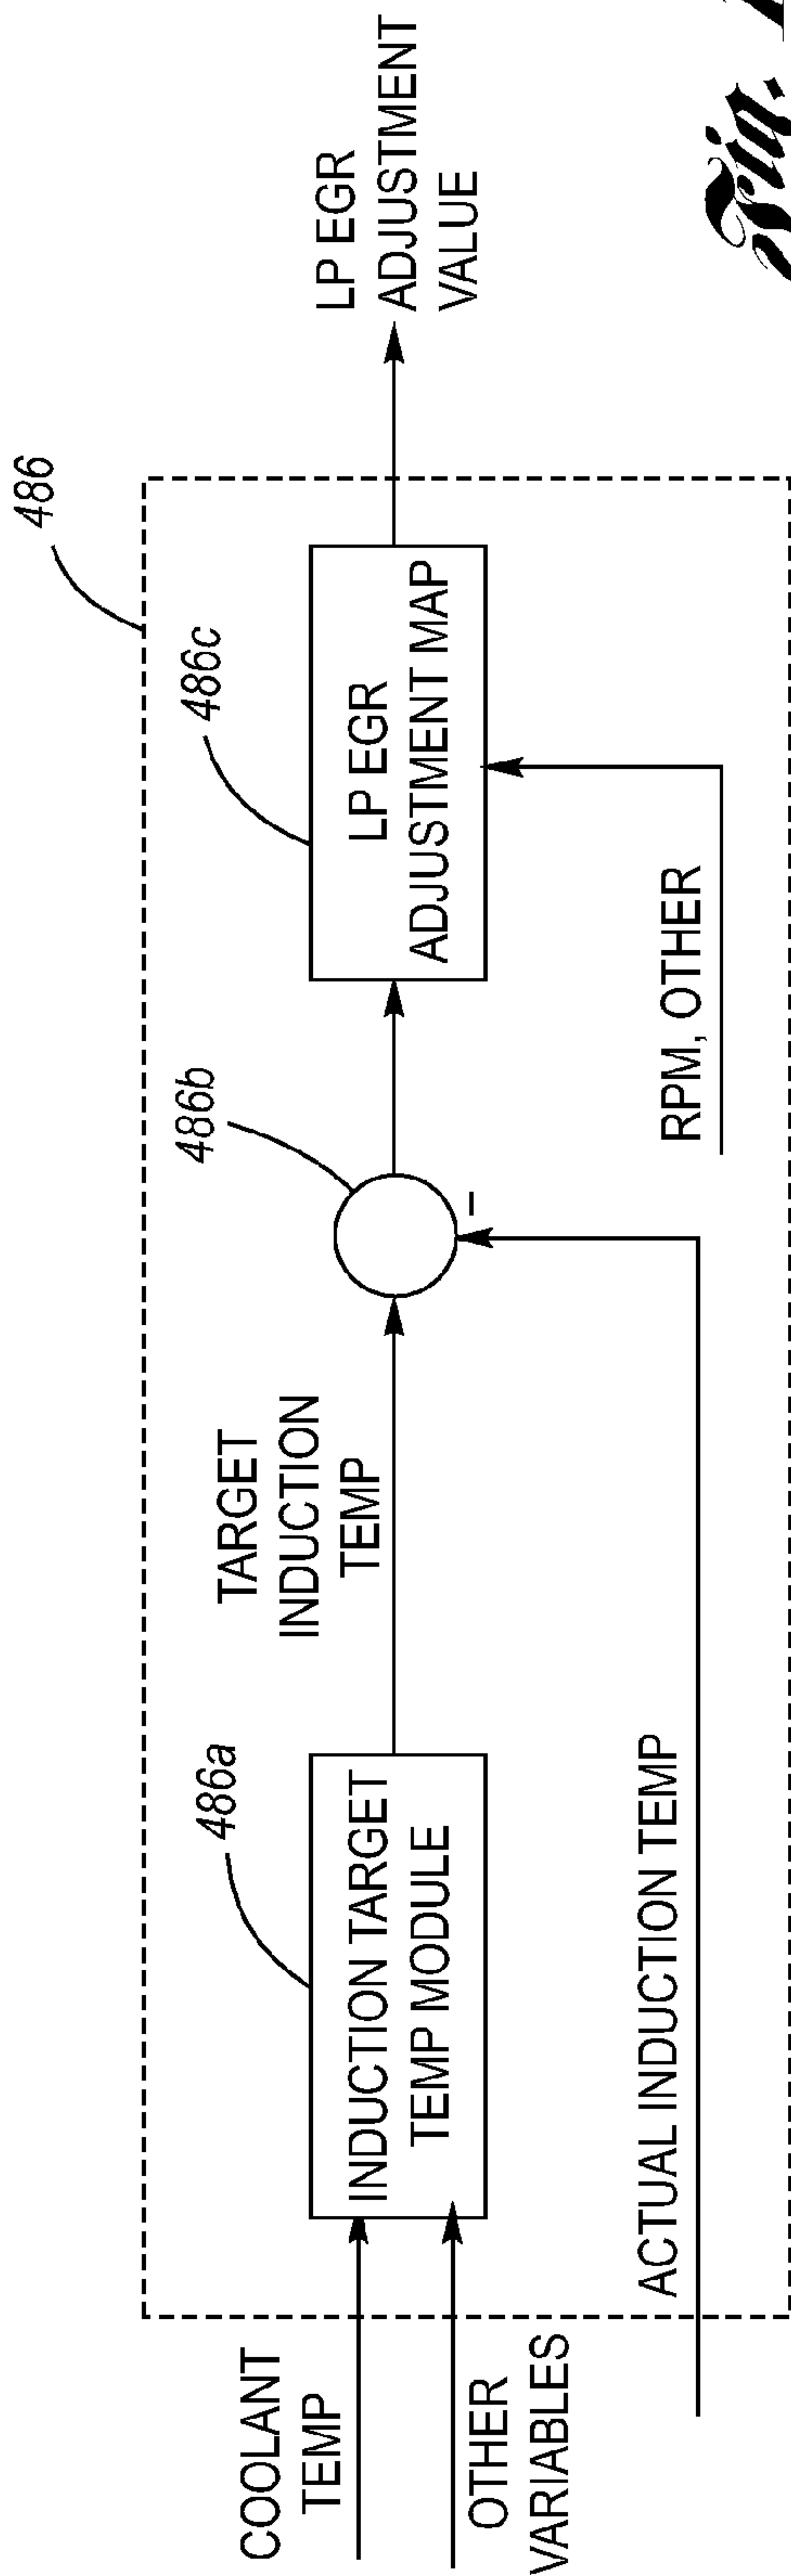 486
COOLANT
TEMP
OTHER
VARIABLES
486a
INDUCTION TARGET
TEMP MODULE
TARGET
INDUCTION
TEMP
486b
486c
LP EGR
ADJUSTMENT MAP
LP EGR
ADJUSTMENT
VALUE
ACTUAL INDUCTION TEMP
–
RPM, OTHER
Fig.